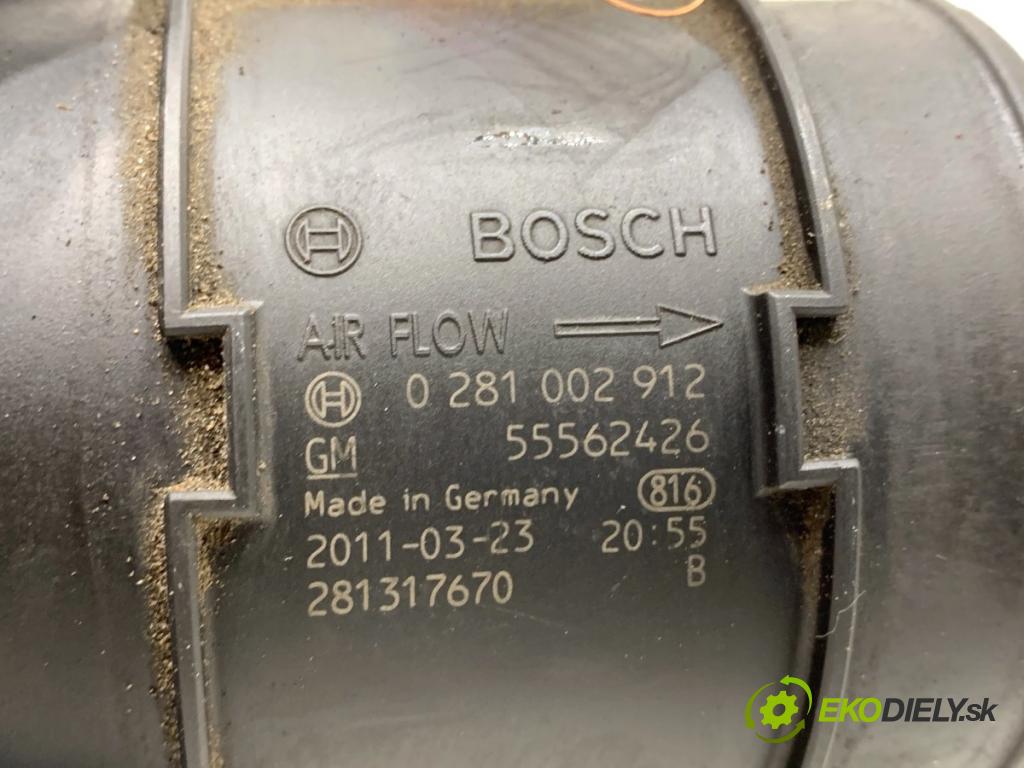 BOSCH
AIR FLOW
0 281 002 912
GM 55562426
Made in Germany 816
2011-03-23 20:55
281317670 B
EKODIELY.sk